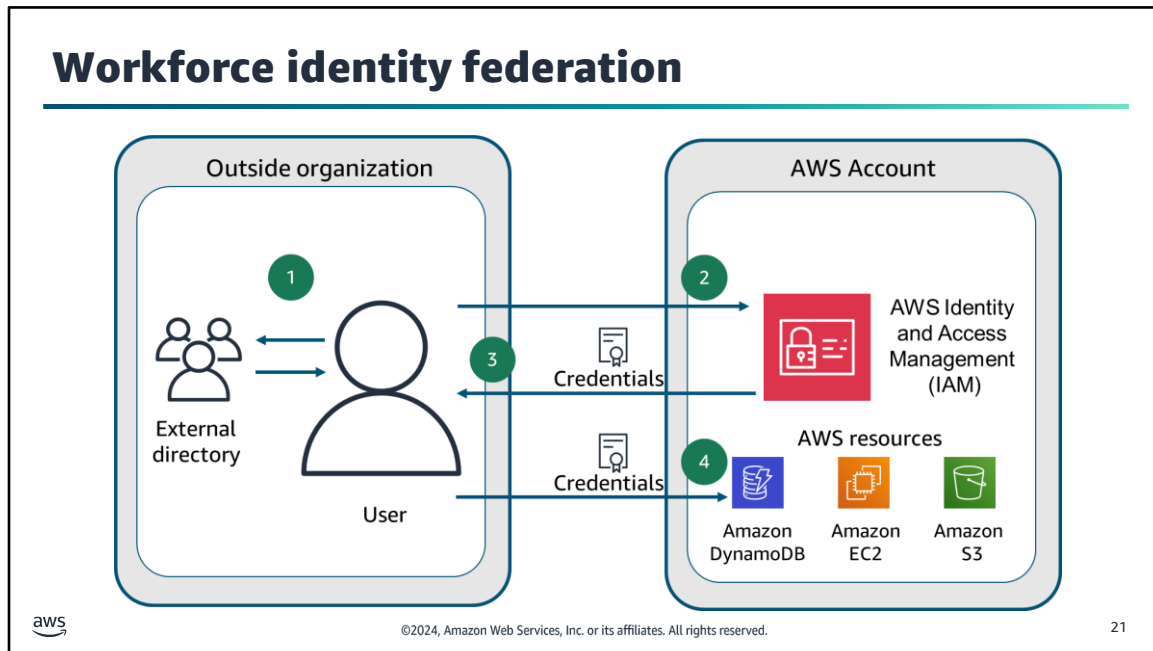 Workforce identity federation
Outside organization
AWS Account
1
2
3
4
External
directory
User
Credentials
Credentials
AWS Identity
and Access
Management
(IAM)
AWS resources
Amazon
DynamoDB
Amazon
EC2
Amazon
S3
aws
©2024, Amazon Web Services, Inc. or its affiliates. All rights reserved.
21